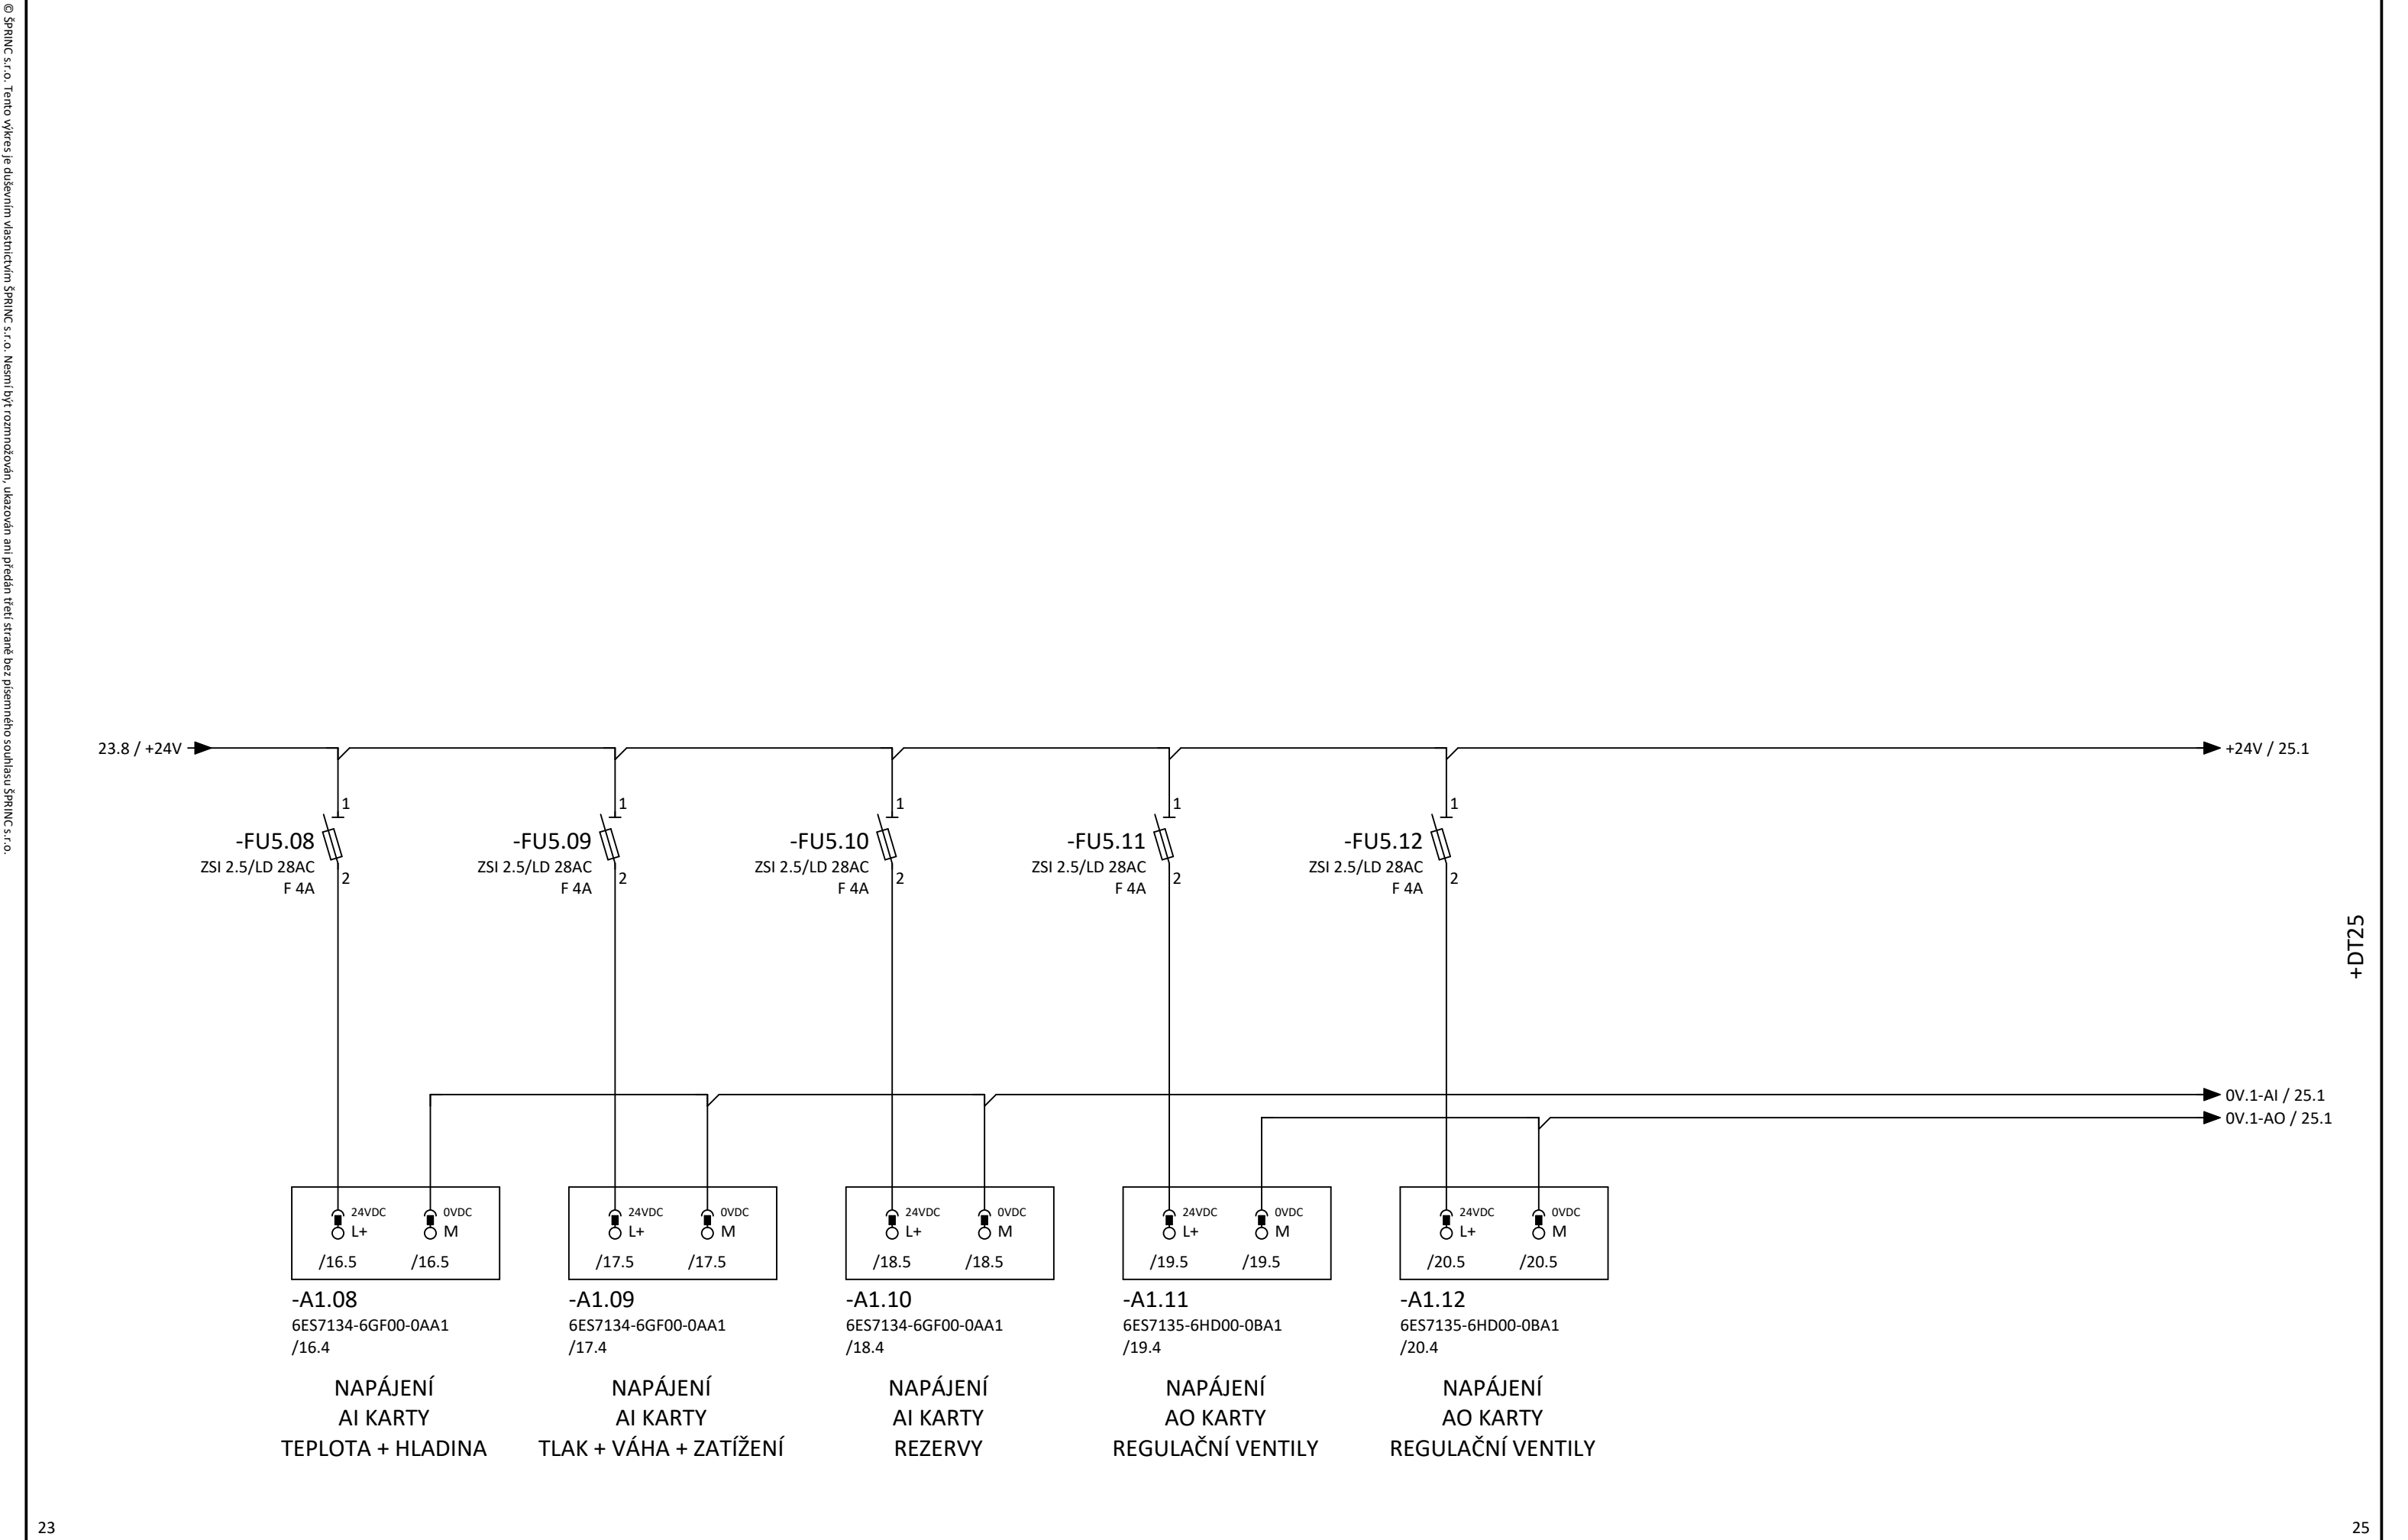 © ŠPRINC s.r.o. Tento výkres je duševním vlastnictvím ŠPRINC s.r.o. Nesmí být rozmnožován, ukazován ani předán třetí straně bez písemného souhlasu ŠPRINC s.r.o.
23.8 / +24V
+24V / 25.1
1
1
1
1
1
-FU5.08
ZSI 2.5/LD 28AC
F 4A
2
-FU5.09
ZSI 2.5/LD 28AC
F 4A
2
-FU5.10
ZSI 2.5/LD 28AC
F 4A
2
-FU5.11
ZSI 2.5/LD 28AC
F 4A
2
-FU5.12
ZSI 2.5/LD 28AC
F 4A
2
+DT25
0V.1-AI / 25.1
0V.1-AO / 25.1
24VDC 0VDC
L+ M
/16.5 /16.5
-A1.08
6ES7134-6GF00-0AA1
/16.4
NAPÁJENÍ
AI KARTY
TEPLOTA + HLADINA
24VDC 0VDC
L+ M
/17.5 /17.5
-A1.09
6ES7134-6GF00-0AA1
/17.4
NAPÁJENÍ
AI KARTY
TLAK + VÁHA + ZATÍŽENÍ
24VDC 0VDC
L+ M
/18.5 /18.5
-A1.10
6ES7134-6GF00-0AA1
/18.4
NAPÁJENÍ
AI KARTY
REZERVY
24VDC 0VDC
L+ M
/19.5 /19.5
-A1.11
6ES7135-6HD00-0BA1
/19.4
NAPÁJENÍ
AO KARTY
REGULAČNÍ VENTILY
24VDC 0VDC
L+ M
/20.5 /20.5
-A1.12
6ES7135-6HD00-0BA1
/20.4
NAPÁJENÍ
AO KARTY
REGULAČNÍ VENTILY
23
25